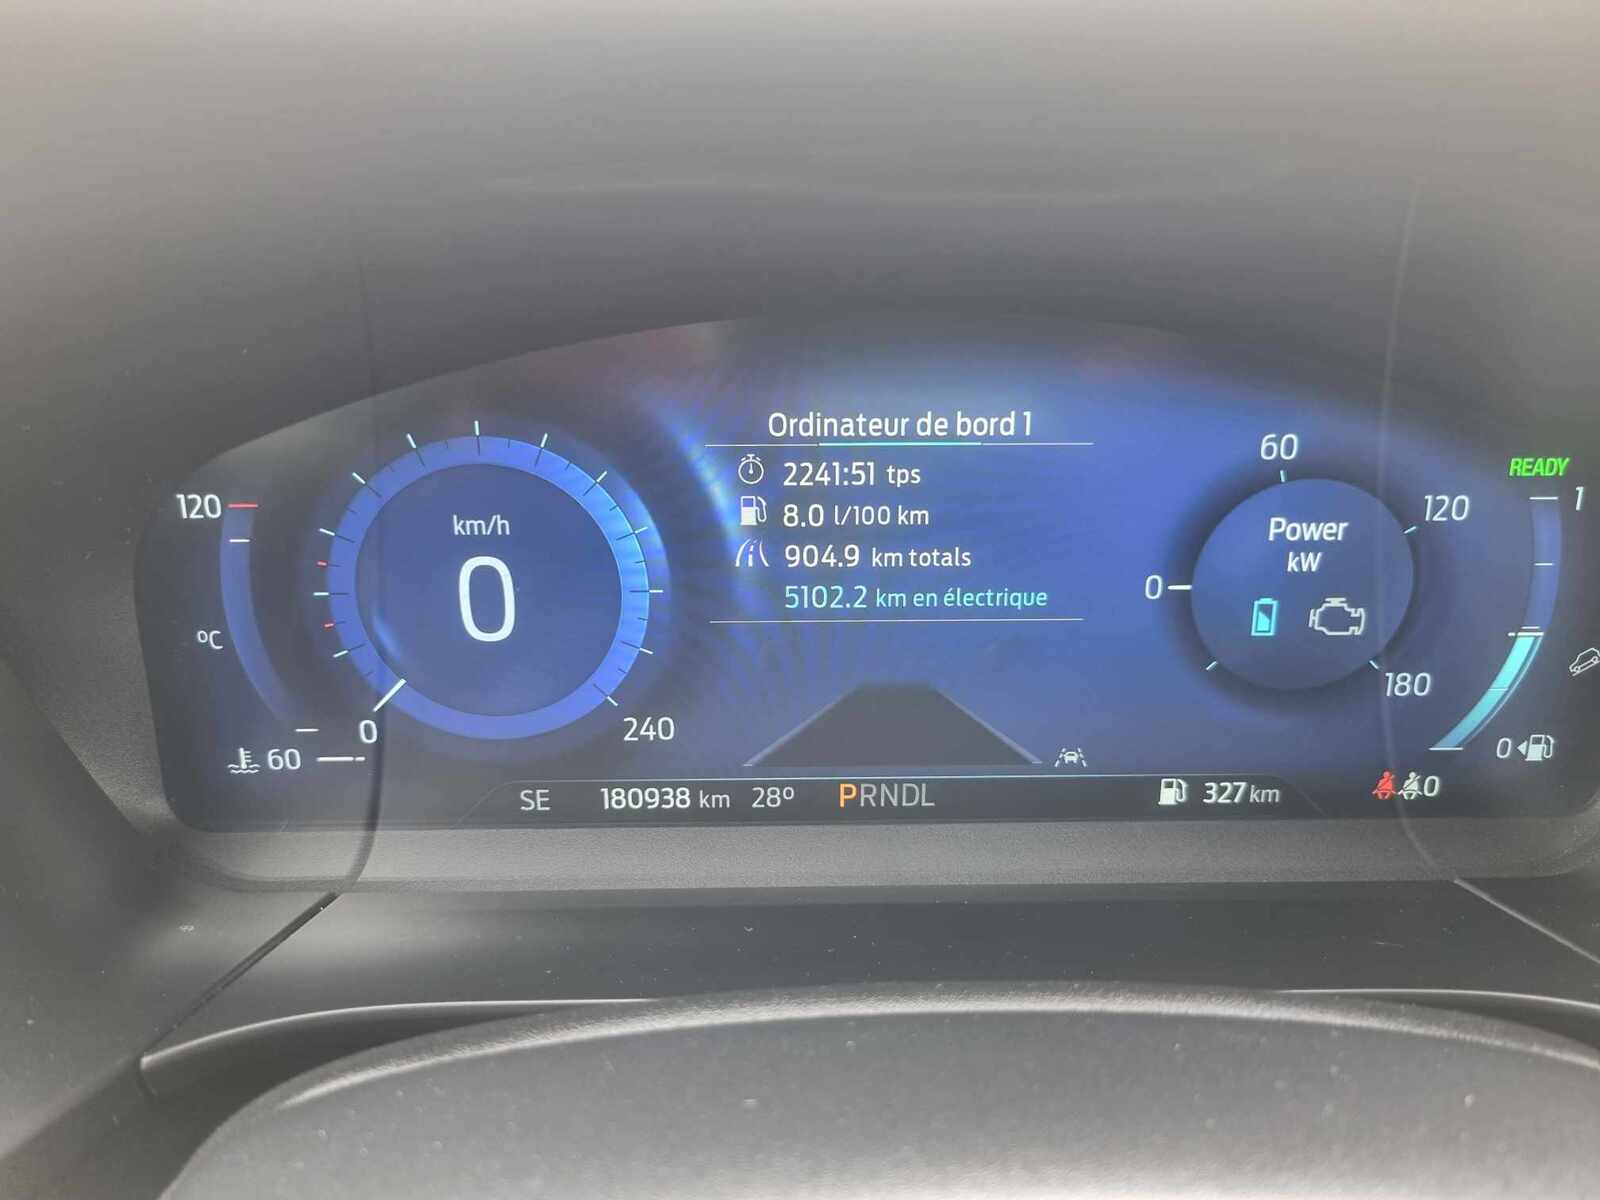 Ordinateur de bord 1
2241:51 tps
8.0 l/100 km
904.9 km totals
5102.2 km en électrique
120
°C
60
km/h
0
0
240
60
120
0
Power
kW
180
READY
1
0
SE 180938 km 28° PRNDL 327 km 0